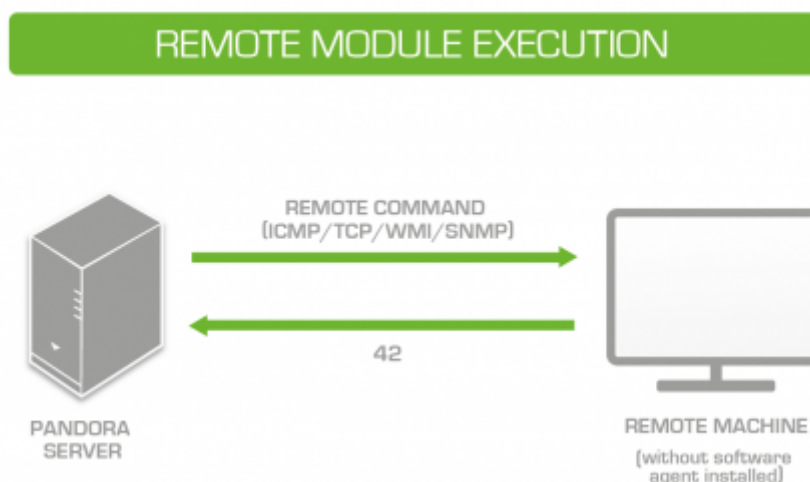 REMOTE MODULE EXECUTION
REMOTE COMMAND
(ICMP/TCP/WMI/SNMP)
42
PANDORA
SERVER
REMOTE MACHINE
(without software
agent installed)